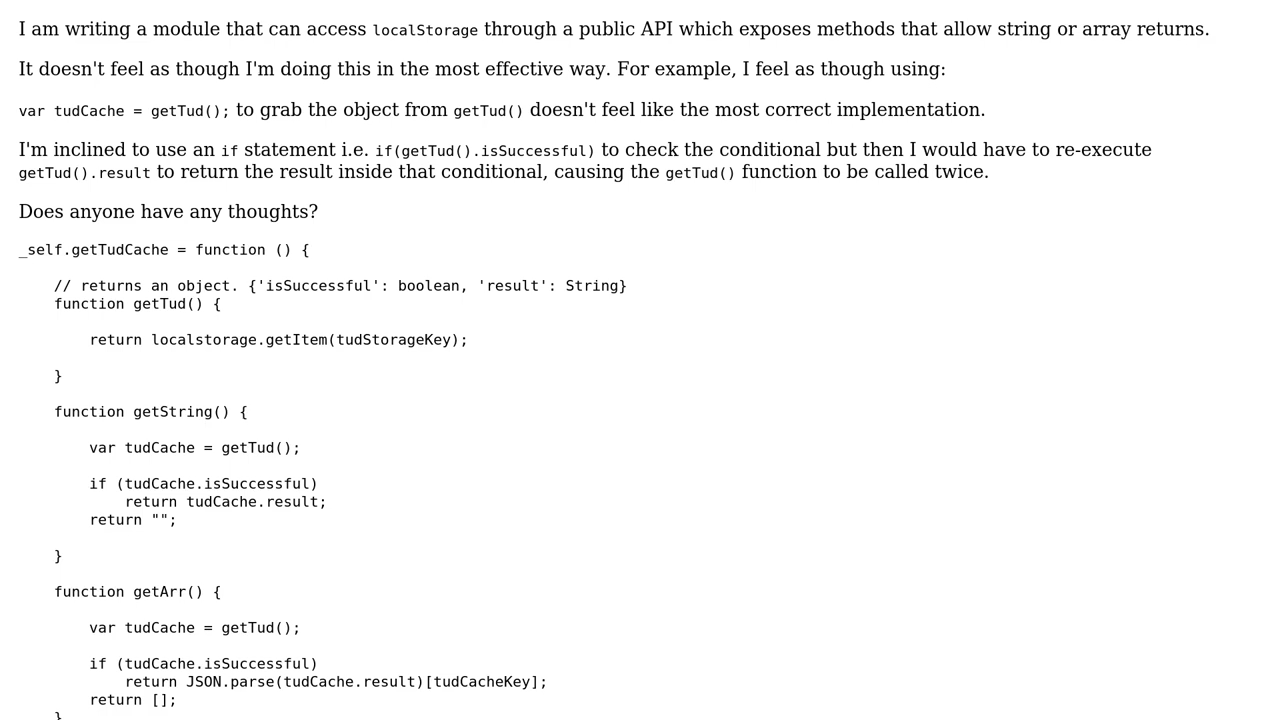 I am writing a module that can access localStorage through a public API which exposes methods that allow string or array returns.
It doesn't feel as though I'm doing this in the most effective way. For example, I feel as though using:
var tudCache = getTud(); to grab the object from getTud() doesn't feel like the most correct implementation.
I'm inclined to use an if statement i.e. if(getTud().isSuccessful) to check the conditional but then I would have to re-execute
getTud().result to return the result inside that conditional, causing the getTud() function to be called twice.
Does anyone have any thoughts?
_self.getTudCache = function () {
    // returns an object. {'isSuccessful': boolean, 'result': String}
    function getTud() {
        return localstorage.getItem(tudStorageKey);
    }
    function getString() {
        var tudCache = getTud();
        if (tudCache.isSuccessful)
            return tudCache.result;
        return "";
    }
    function getArr() {
        var tudCache = getTud();
        if (tudCache.isSuccessful)
            return JSON.parse(tudCache.result)[tudCacheKey];
        return [];
    }